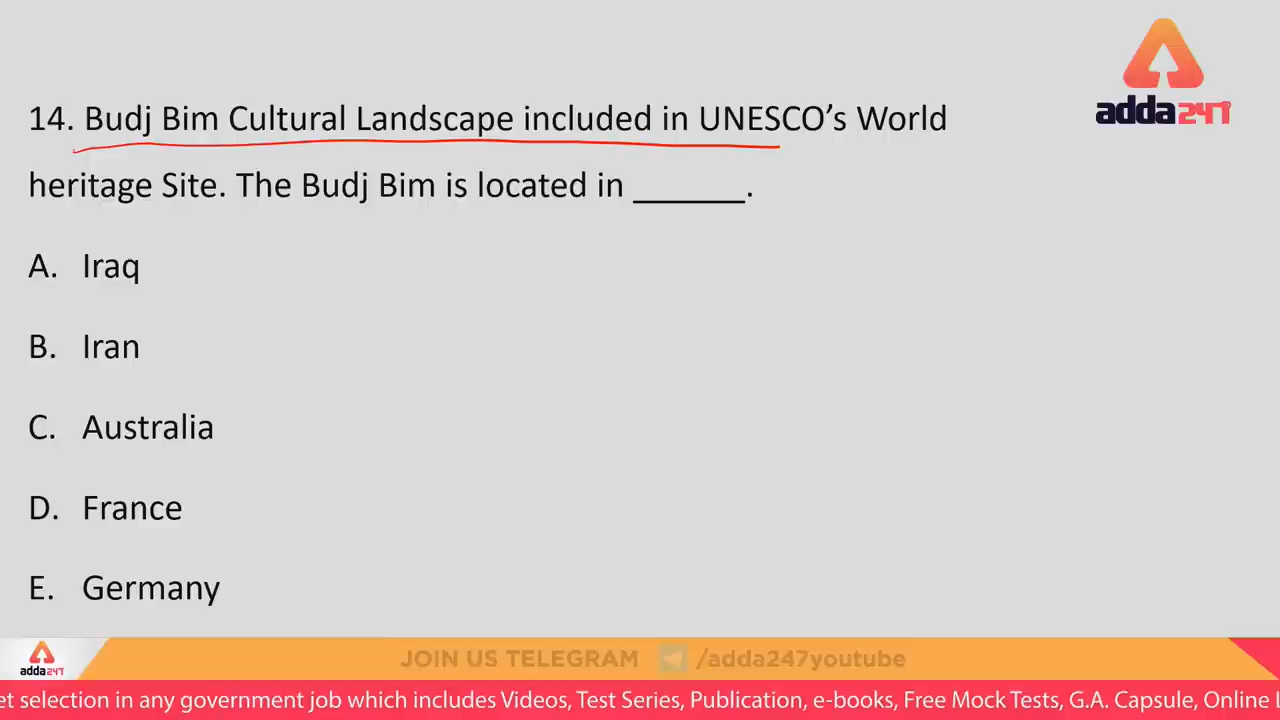 adda247
14. Budj Bim Cultural Landscape included in UNESCO's World
heritage Site. The Budj Bim is located in ______.
A. Iraq
B. Iran
C. Australia
D. France
E. Germany
adda247
JOIN US TELEGRAM /adda247youtube
et selection in any government job which includes Videos, Test Series, Publication, e-books, Free Mock Tests, G.A. Capsule, Online